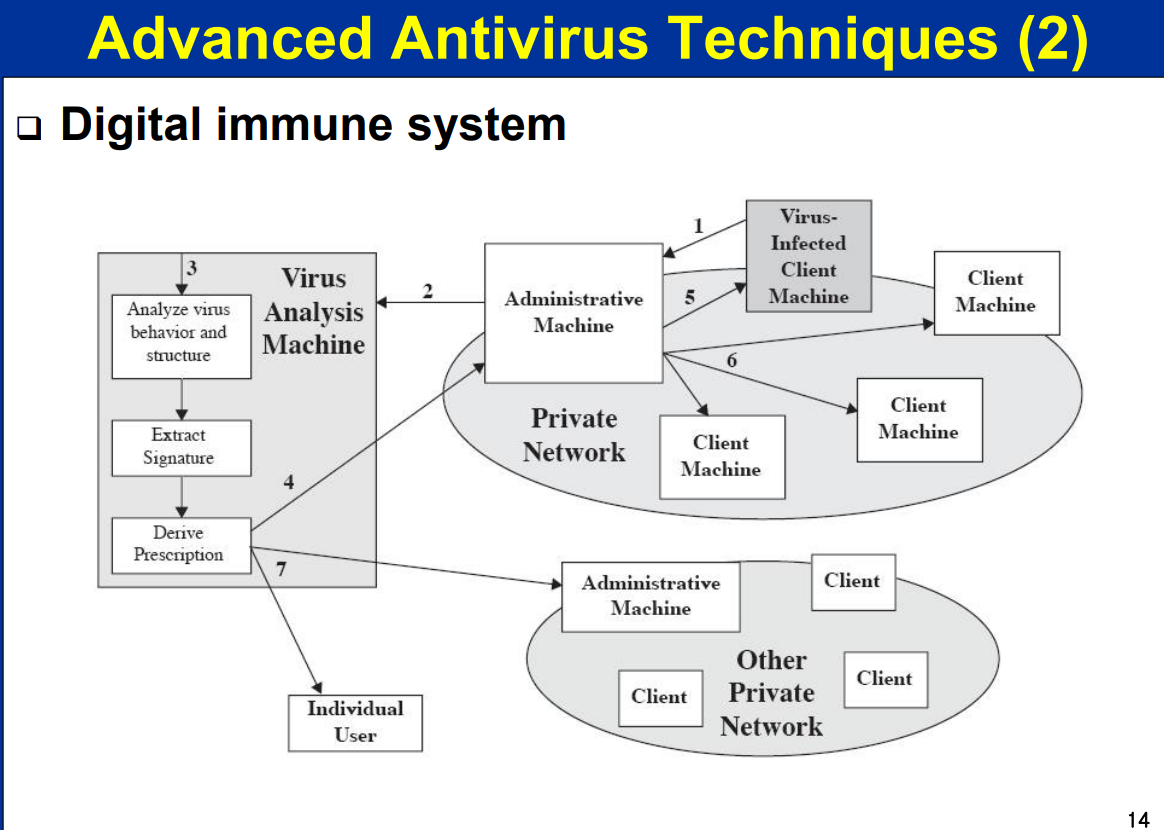 Advanced Antivirus Techniques (2)
❑ Digital immune system
3
Virus
Analysis
Machine
Analyze virus
behavior and
structure
Extract
Signature
Derive
Prescription
2
4
7
Administrative
Machine
1
5
6
Virus-
Infected
Client
Machine
Client
Machine
Client
Machine
Client
Machine
Private
Network
Individual
User
Administrative
Machine
Client
Client
Client
Other
Private
Network
14